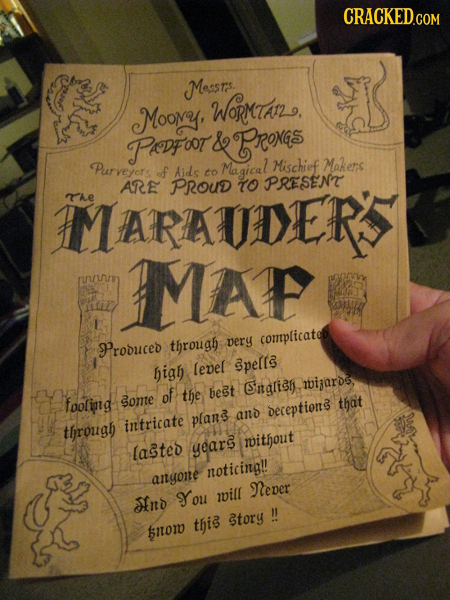 CRACKED.COM
Messrs.
Moony, Wormtail,
Padfoot & Prongs
Purveyors of Aids to Magical Mischief Makers
ARE PROUD TO PRESENT
The
MARAUDER'S
MAP
Produced through very complicated
high level spells
fooling some of the best English wizards,
through intricate plans and deceptions that
lasted years without
anyone noticing!!
And You will Never
know this story !!